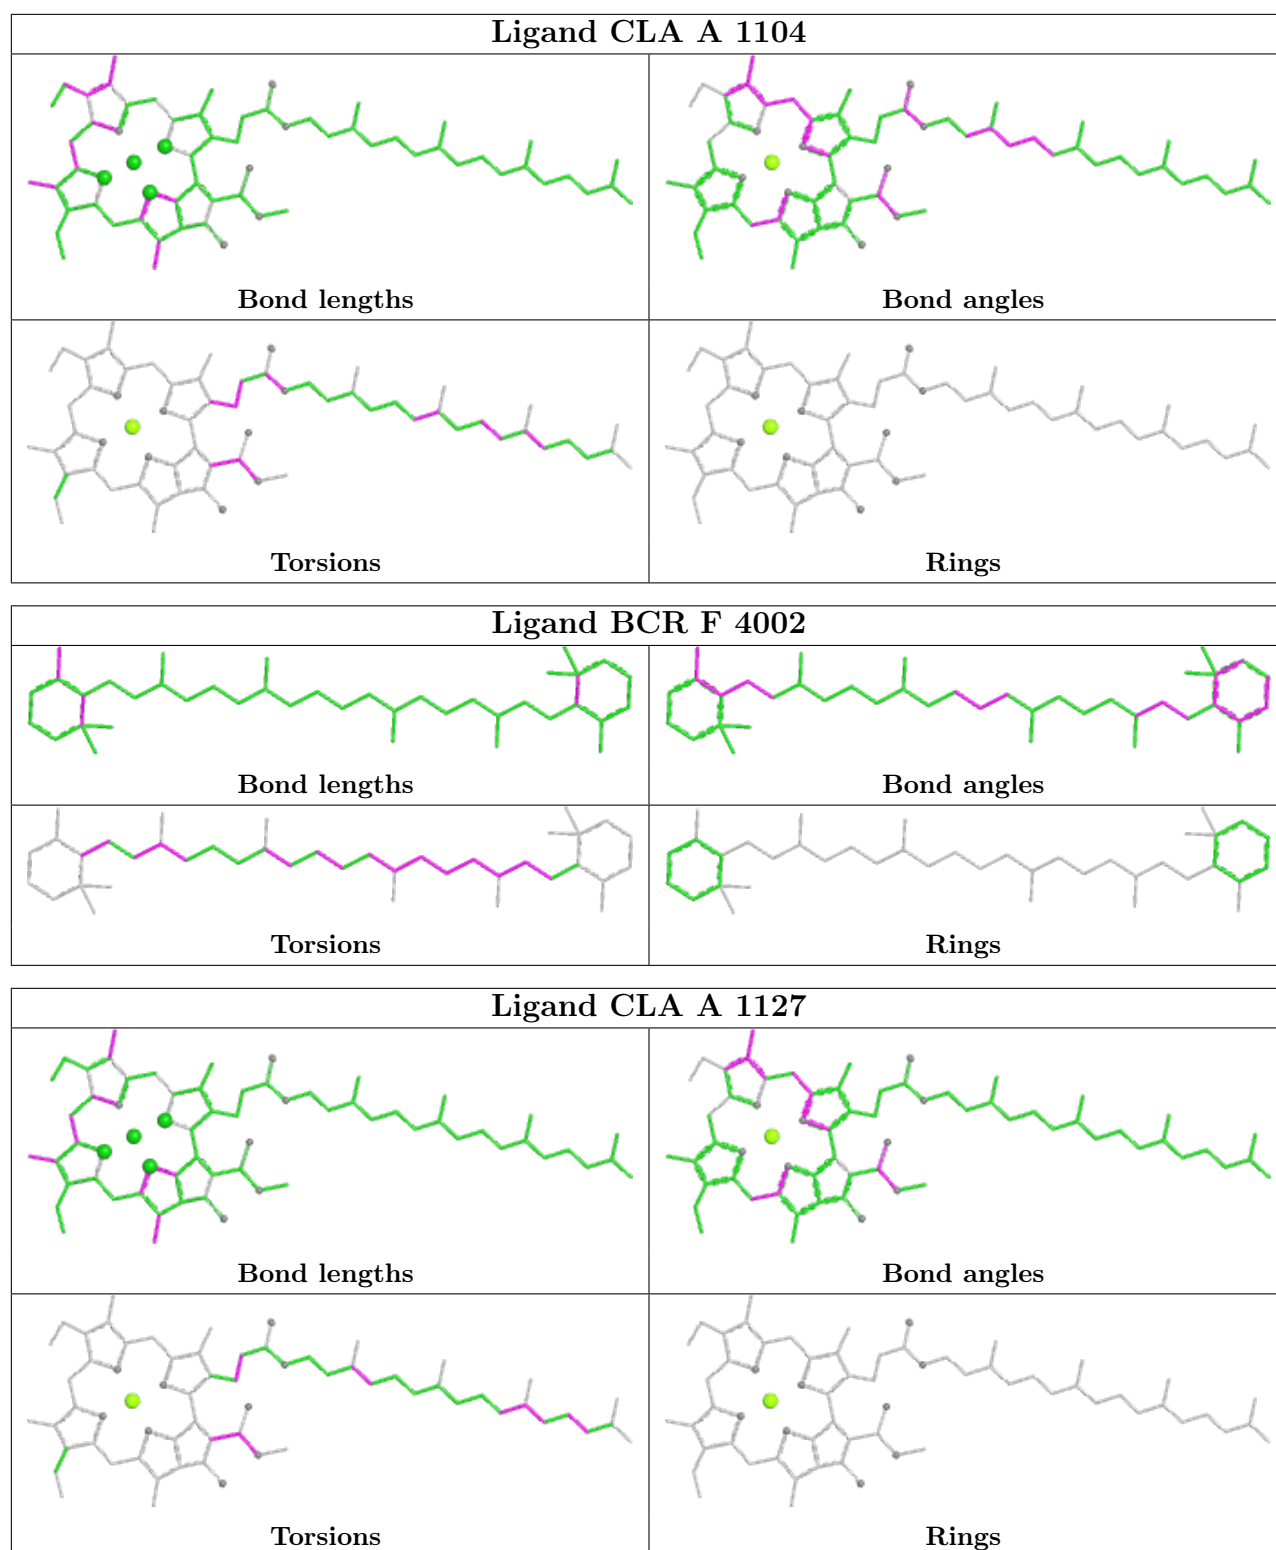 Ligand CLA A 1104
Bond lengths
Bond angles
Torsions
Rings
Ligand BCR F 4002
Bond lengths
Bond angles
Torsions
Rings
Ligand CLA A 1127
Bond lengths
Bond angles
Torsions
Rings